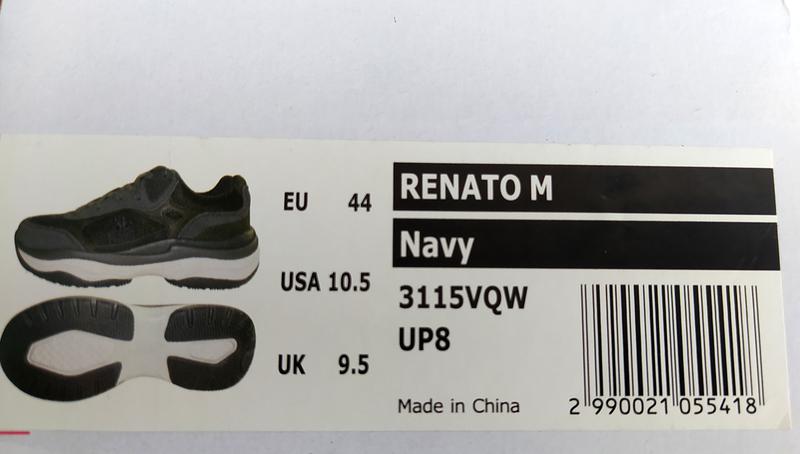 EU 44
USA 10.5
UK 9.5
RENATO M
Navy
3115VQW
UP8
Made in China
2 990021 055418